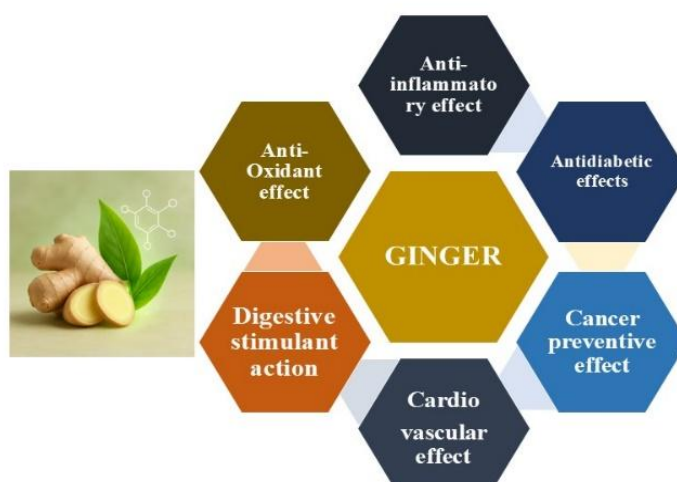 Anti-
inflammato
ry effect
Anti-
Oxidant
effect
Antidiabetic
effects
GINGER
Digestive
stimulant
action
Cancer
preventive
effect
Cardio
vascular
effect